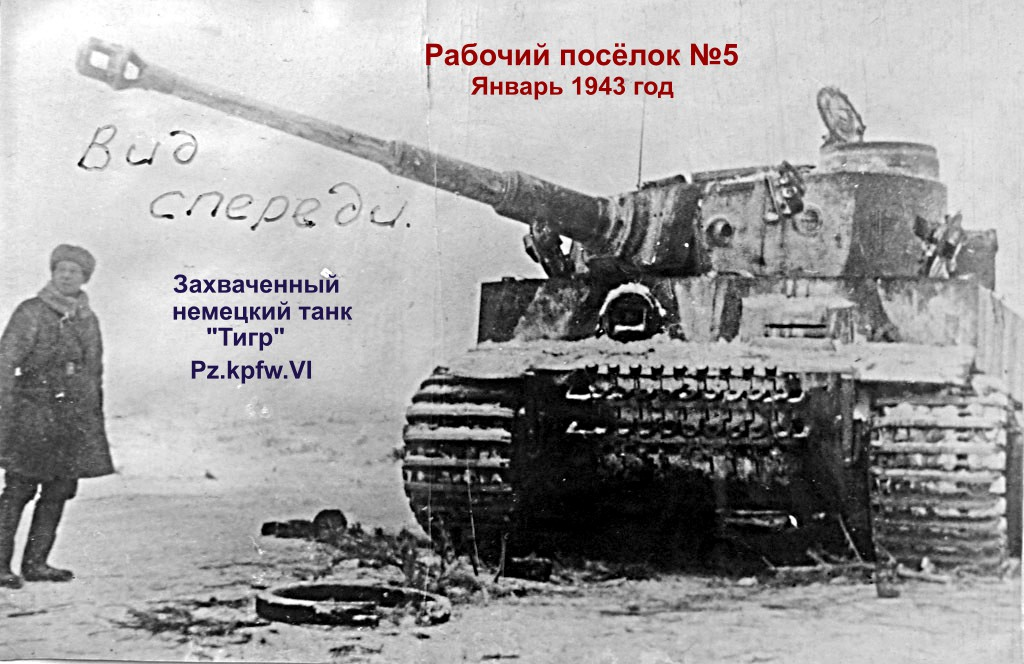 Рабочий посёлок №5
Январь 1943 год
Вид
спереди.
Захваченный
немецкий танк
"Тигр"
Pz.kpfw.VI